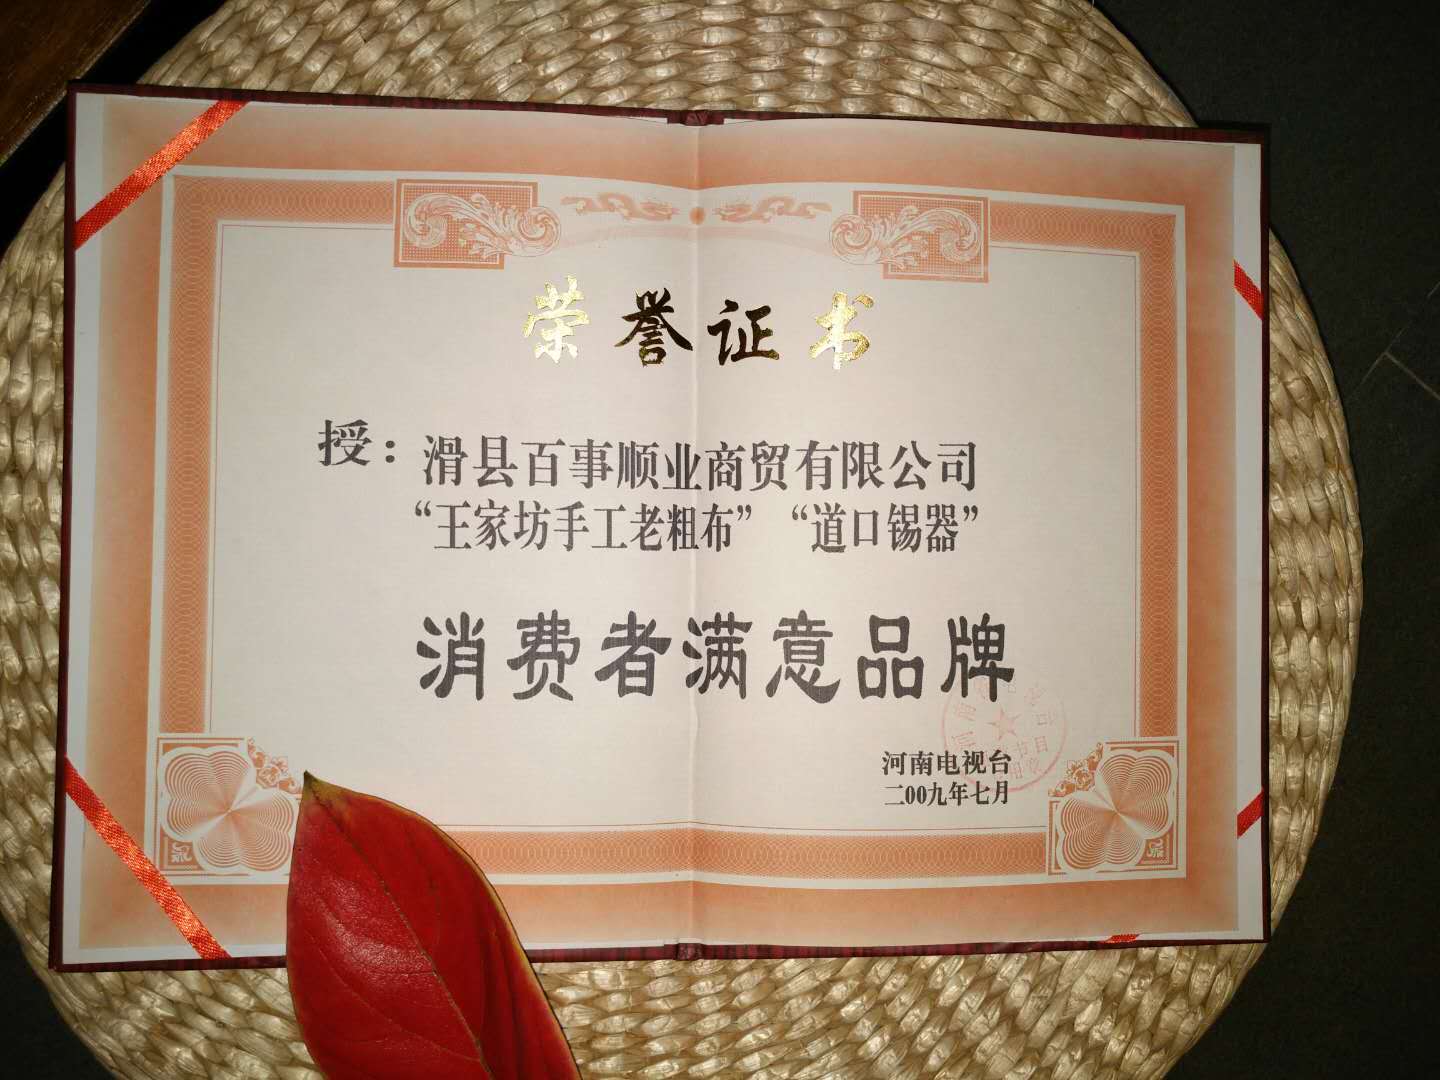 荣誉证书
授：滑县百事顺业商贸有限公司
“王家坊手工老粗布” “道口锡器”
消费者满意品牌
河南电视台
二00九年七月